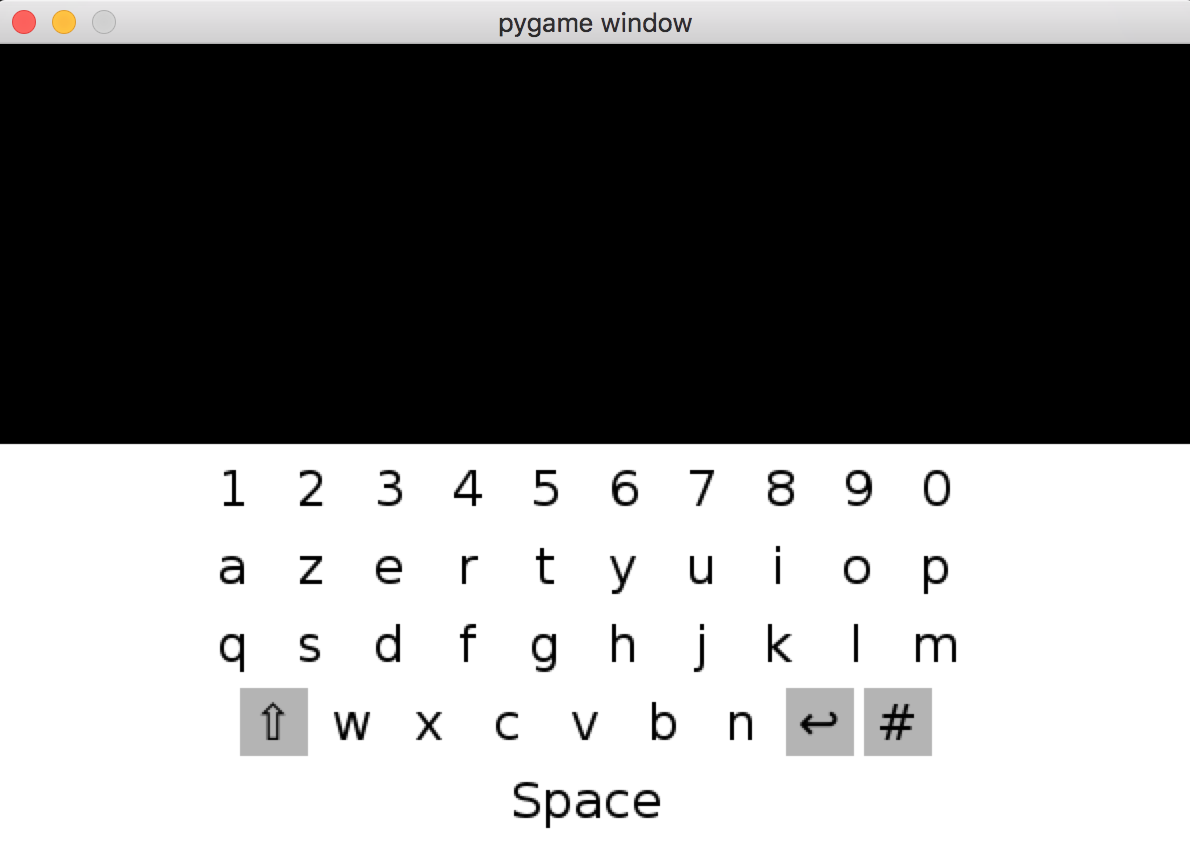 pygame window
1 2 3 4 5 6 7 8 9 0
a z e r t y u i o p
q s d f g h j k l m
⇧ w x c v b n ↩ #
Space